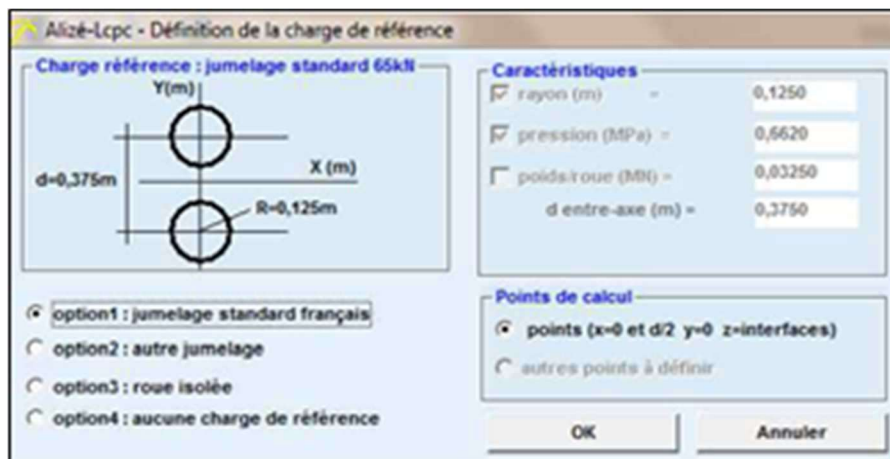 Alizé-Lcpc - Définition de la charge de référence
Charge référence : jumelage standard 65kN
Y(m)
X (m)
d=0,375m
R=0,125m
option1 : jumelage standard français
option2 : autre jumelage
option3 : roue isolée
option4 : aucune charge de référence
Caractéristiques
rayon (m) = 0,1250
pression (MPa) = 0,6620
poids/roue (MN) = 0,03250
d entre-axe (m) = 0,3750
Points de calcul
points (x=0 et d/2 y=0 z=interfaces)
autres points à définir
OK
Annuler